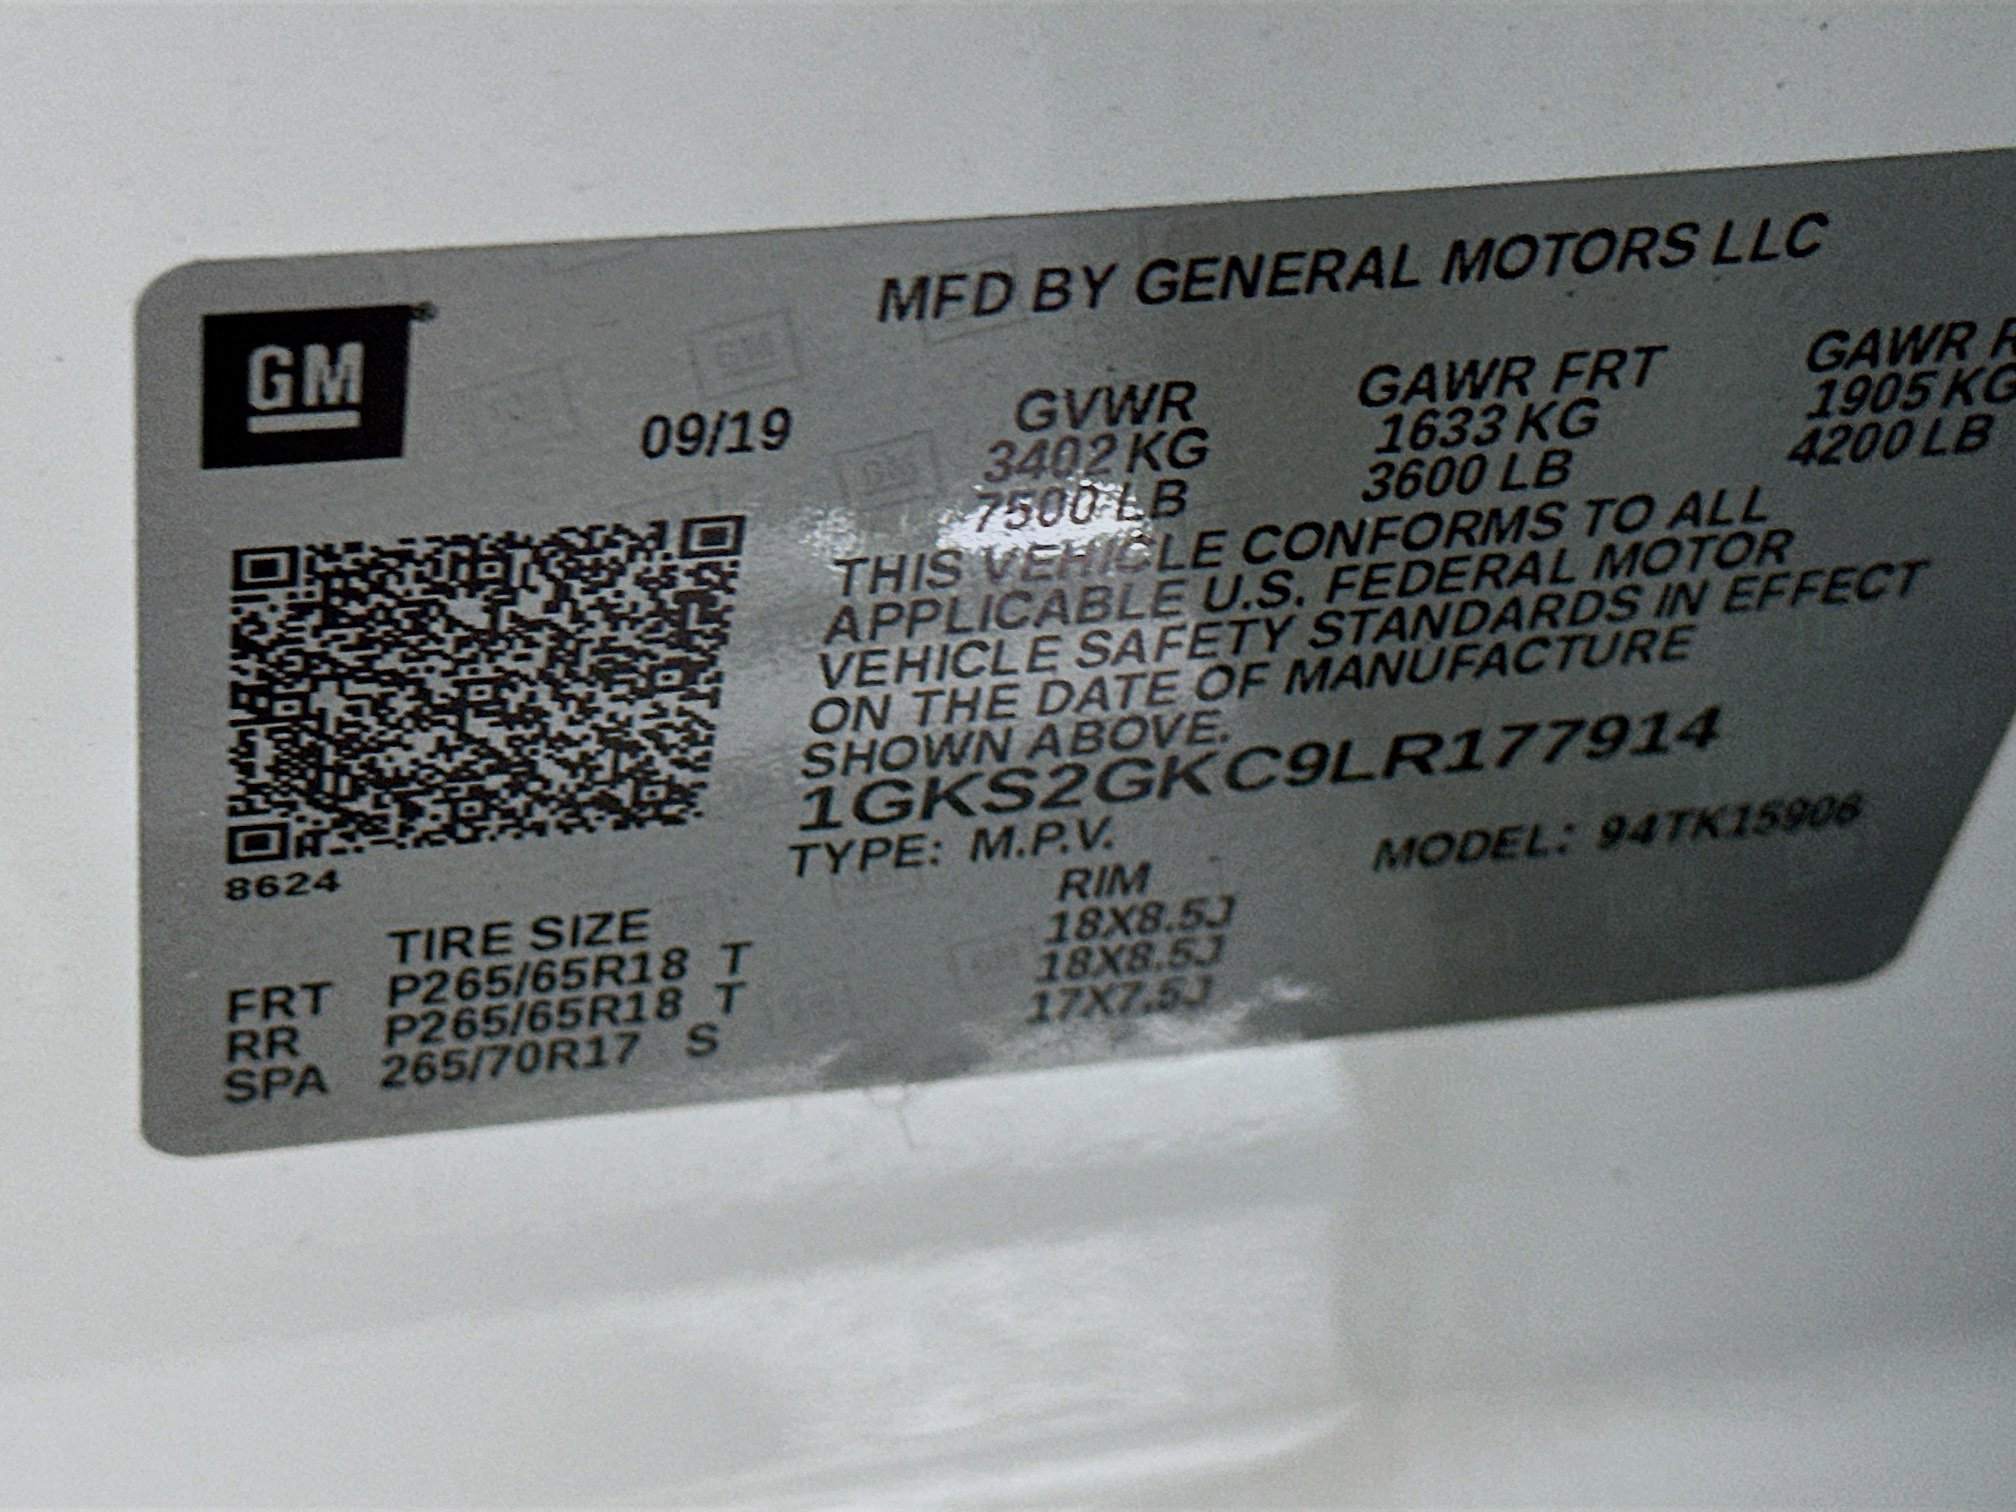 MFD BY GENERAL MOTORS LLC
GM
09/19
GVWR GAWR FRT GAWR
3402 KG 1633 KG 1905 KG
7500 LB 3600 LB 4200 LB
THIS VEHICLE CONFORMS TO ALL
APPLICABLE U.S. FEDERAL MOTOR
VEHICLE SAFETY STANDARDS IN EFFECT
ON THE DATE OF MANUFACTURE
SHOWN ABOVE.
1GKS2GKC9LR177914
TYPE: M.P.V. MODEL: 94TK15906
8624
TIRE SIZE RIM
FRT P265/65R18 T 18X8.5J
RR P265/65R18 T 18X8.5J
SPA 265/70R17 S 17X7.5J